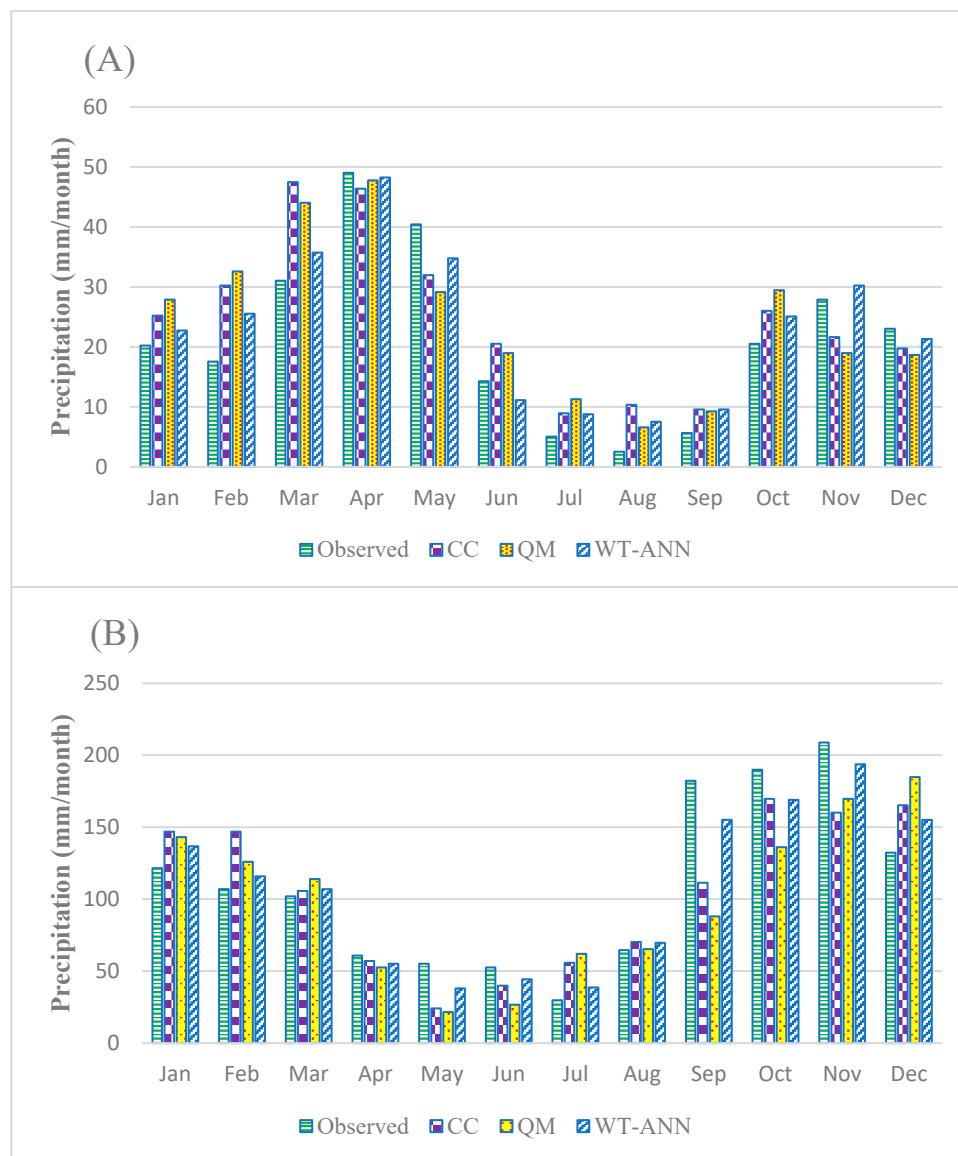 (A)
Precipitation (mm/month)
60
50
40
30
20
10
0
Jan Feb Mar Apr May Jun Jul Aug Sep Oct Nov Dec
Observed CC QM WT-ANN
(B)
Precipitation (mm/month)
250
200
150
100
50
0
Jan Feb Mar Apr May Jun Jul Aug Sep Oct Nov Dec
Observed CC QM WT-ANN